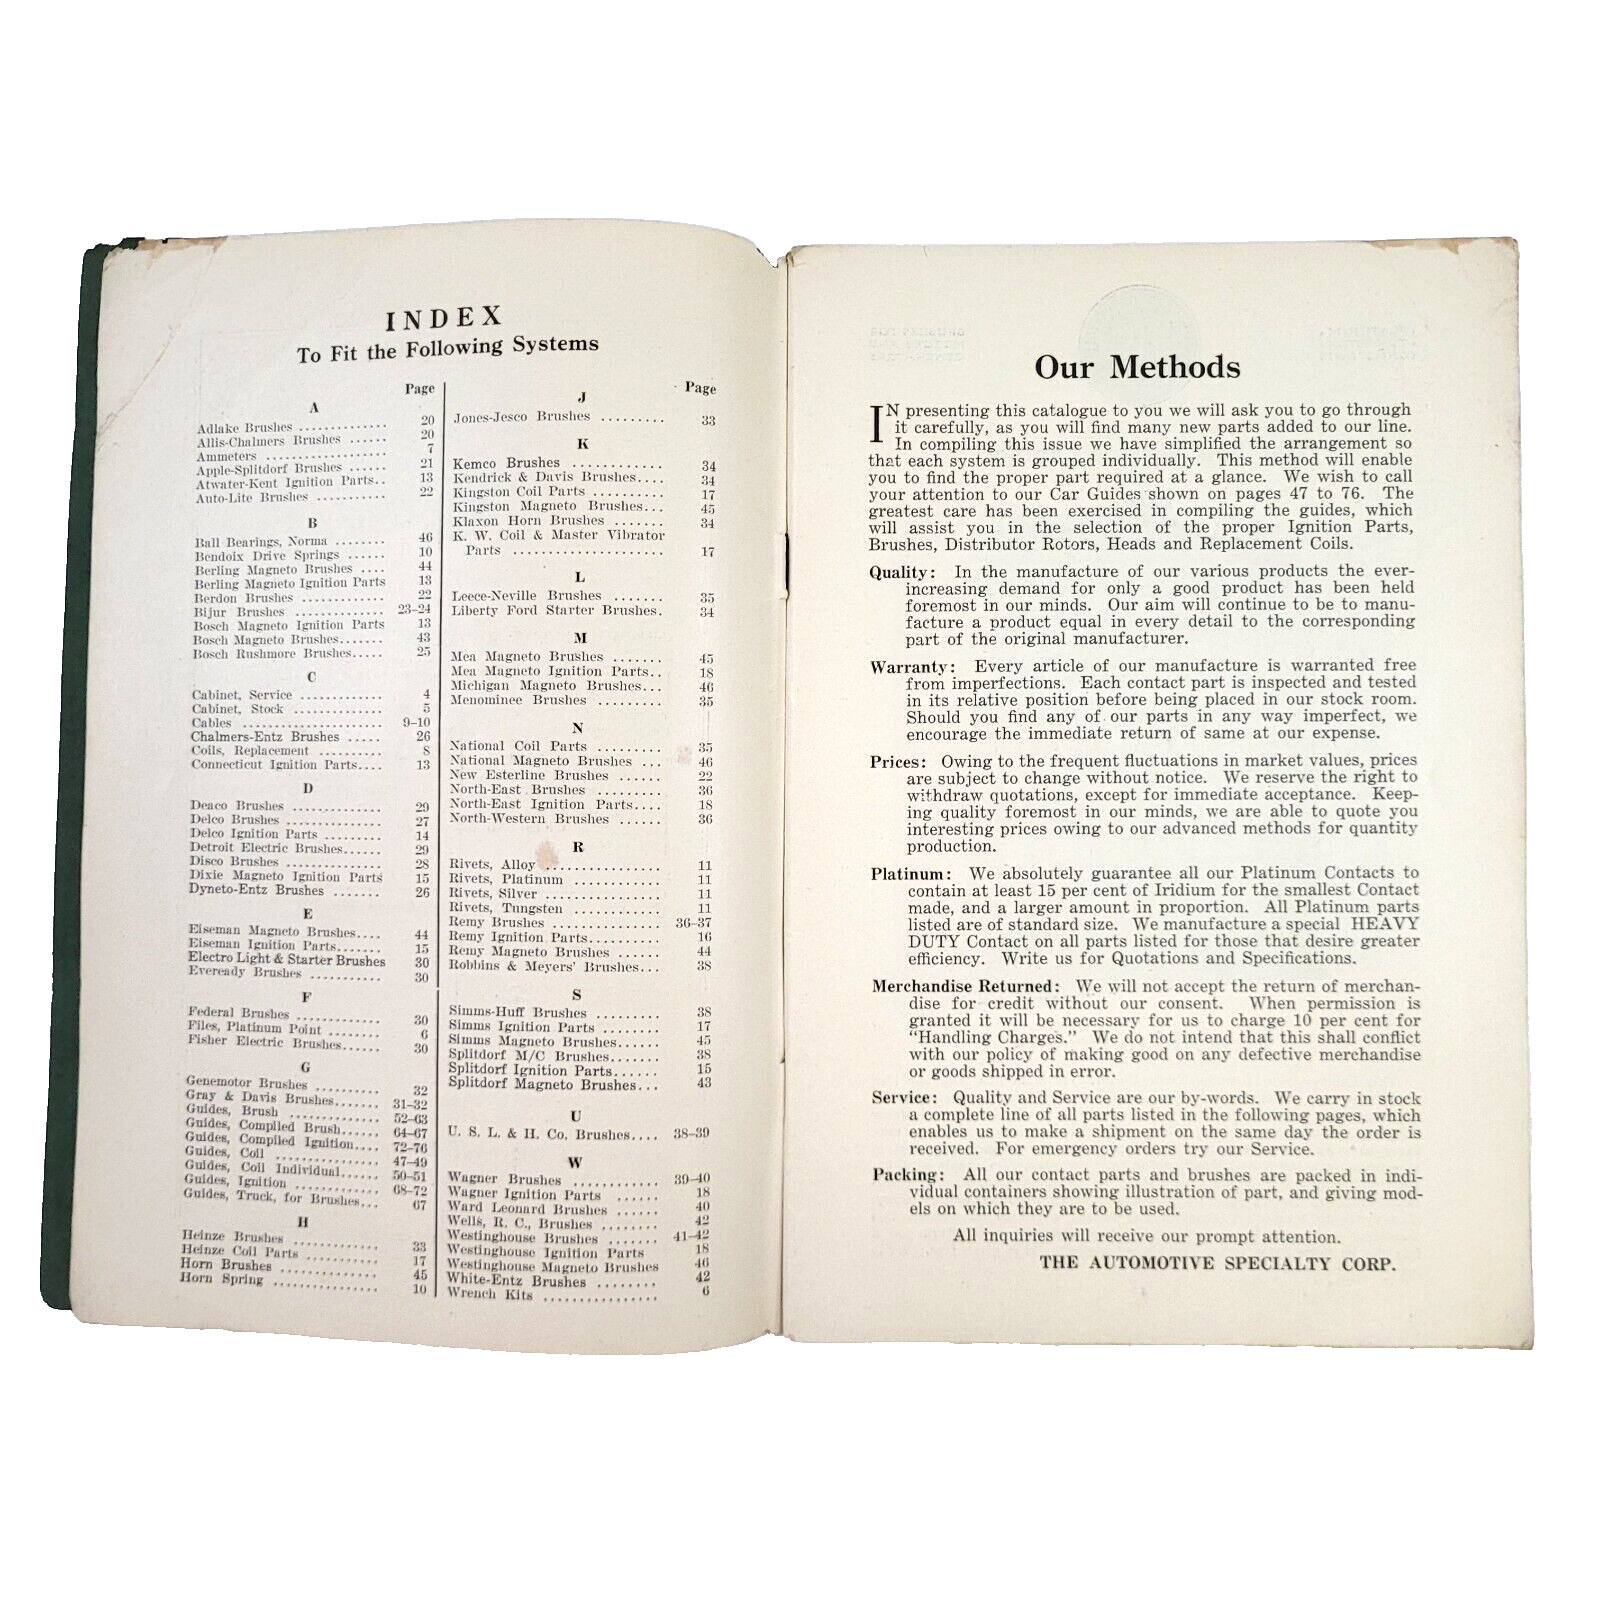 INDEX
To Fit the Following Systems
Page
A
Adlake Brushes ............. 20
Allis-Chalmers Brushes ...... 20
Ammeters ................... 7
Apple-Splitdorf Brushes ...... 21
Atwater-Kent Ignition Parts.. 13
Auto-Lite Brushes ........... 22
B
Ball Bearings, Norma ........ 46
Bendoix Drive Springs ...... 10
Berling Magneto Brushes .... 44
Berling Magneto Ignition Parts 13
Berdon Brushes ............. 22
Bijur Brushes .............. 23-24
Bosch Magneto Ignition Parts 13
Bosch Magneto Brushes....... 43
Bosch Rushmore Brushes..... 25
C
Cabinet, Service ............. 4
Cabinet, Stock .............. 5
Cables ..................... 9-10
Chalmers-Entz Brushes ..... 26
Coils, Replacement .......... 8
Connecticut Ignition Parts.... 13
D
Deaco Brushes .............. 29
Delco Brushes ............... 27
Delco Ignition Parts ......... 14
Detroit Electric Brushes...... 29
Disco Brushes ............... 28
Dixie Magneto Ignition Parts 15
Dyneto-Entz Brushes ....... 26
E
Eiseman Magneto Brushes.... 44
Eiseman Ignition Parts....... 15
Electro Light & Starter Brushes 30
Eveready Brushes ........... 30
F
Federal Brushes ............. 30
Files, Platinum Point ........ 6
Fisher Electric Brushes...... 30
G
Genemotor Brushes .......... 32
Gray & Davis Brushes....... 31-32
Guides, Brush .............. 52-63
Guides, Compiled Brush...... 64-67
Guides, Compiled Ignition.... 72-76
Guides, Coil ................ 47-49
Guides, Coil Individual...... 50-51
Guides, Ignition ............. 68-72
Guides, Truck, for Brushes... 67
H
Heinze Brushes ............. 33
Heinze Coil Parts ........... 17
Horn Brushes ............... 45
Horn Spring ................ 10
Page
J
Jones-Jesco Brushes ......... 33
K
Kemco Brushes ............. 34
Kendrick & Davis Brushes.... 34
Kingston Coil Parts .......... 17
Kingston Magneto Brushes... 45
Klaxon Horn Brushes ....... 34
K. W. Coil & Master Vibrator
Parts ...................... 17
L
Leece-Neville Brushes ....... 35
Liberty Ford Starter Brushes. 34
M
Mea Magneto Brushes ....... 45
Mea Magneto Ignition Parts.. 18
Michigan Magneto Brushes... 46
Menominee Brushes ......... 35
N
National Coil Parts ......... 35
National Magneto Brushes ... 46
New Esterline Brushes ...... 22
North-East Brushes ......... 36
North-East Ignition Parts.... 18
North-Western Brushes ...... 36
R
Rivets, Alloy ................ 11
Rivets, Platinum ............ 11
Rivets, Silver ................ 11
Rivets, Tungsten ............ 11
Remy Brushes ............... 36-37
Remy Ignition Parts.......... 16
Remy Magneto Brushes ...... 44
Robbins & Meyers' Brushes... 38
S
Simms-Huff Brushes ......... 38
Simms Ignition Parts ........ 17
Simms Magneto Brushes...... 45
Splitdorf M/C Brushes....... 38
Splitdorf Ignition Parts...... 15
Splitdorf Magneto Brushes... 43
U
U. S. L. & H. Co. Brushes.... 38-39
W
Wagner Brushes ............ 39-40
Wagner Ignition Parts ...... 18
Ward Leonard Brushes ...... 40
Wells, R. C., Brushes ........ 42
Westinghouse Brushes ....... 41-42
Westinghouse Ignition Parts 18
Westinghouse Magneto Brushes 46
White-Entz Brushes ........ 42
Wrench Kits ................ 6
Our Methods
IN presenting this catalogue to you we will ask you to go through
it carefully, as you will find many new parts added to our line.
In compiling this issue we have simplified the arrangement so
that each system is grouped individually. This method will enable
you to find the proper part required at a glance. We wish to call
your attention to our Car Guides shown on pages 47 to 76. The
greatest care has been exercised in compiling the guides, which
will assist you in the selection of the proper Ignition Parts,
Brushes, Distributor Rotors, Heads and Replacement Coils.
Quality: In the manufacture of our various products the ever-
increasing demand for only a good product has been held
foremost in our minds. Our aim will continue to be to manu-
facture a product equal in every detail to the corresponding
part of the original manufacturer.
Warranty: Every article of our manufacture is warranted free
from imperfections. Each contact part is inspected and tested
in its relative position before being placed in our stock room.
Should you find any of our parts in any way imperfect, we
encourage the immediate return of same at our expense.
Prices: Owing to the frequent fluctuations in market values, prices
are subject to change without notice. We reserve the right to
withdraw quotations, except for immediate acceptance. Keep-
ing quality foremost in our minds, we are able to quote you
interesting prices owing to our advanced methods for quantity
production.
Platinum: We absolutely guarantee all our Platinum Contacts to
contain at least 15 per cent of Iridium for the smallest Contact
made, and a larger amount in proportion. All Platinum parts
listed are of standard size. We manufacture a special HEAVY
DUTY Contact on all parts listed for those that desire greater
efficiency. Write us for Quotations and Specifications.
Merchandise Returned: We will not accept the return of merchan-
dise for credit without our consent. When permission is
granted it will be necessary for us to charge 10 per cent for
"Handling Charges." We do not intend that this shall conflict
with our policy of making good on any defective merchandise
or goods shipped in error.
Service: Quality and Service are our by-words. We carry in stock
a complete line of all parts listed in the following pages, which
enables us to make a shipment on the same day the order is
received. For emergency orders try our Service.
Packing: All our contact parts and brushes are packed in indi-
vidual containers showing illustration of part, and giving mod-
els on which they are to be used.
All inquiries will receive our prompt attention.
THE AUTOMOTIVE SPECIALTY CORP.